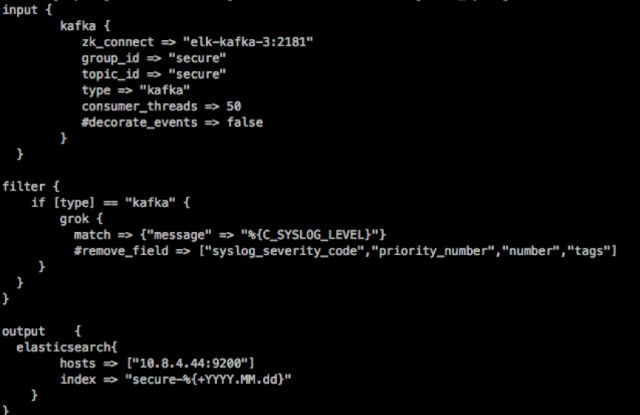 input {
kafka {
zk_connect => "elk-kafka-3:2181"
group_id => "secure"
topic_id => "secure"
type => "kafka"
consumer_threads => 50
#decorate_events => false
}
}
filter {
if [type] == "kafka" {
grok {
match => {"message" => "%{C_SYSLOG_LEVEL}"}
#remove_field => ["syslog_severity_code","priority_number","number","tags"]
}
}
}
output {
elasticsearch{
hosts => ["10.8.4.44:9200"]
index => "secure-%{+YYYY.MM.dd}"
}
}